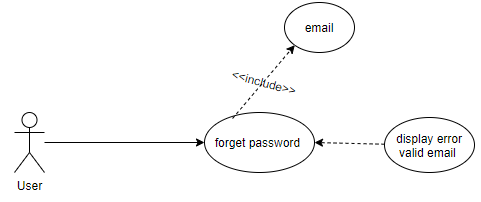 email
<<include>>
forget password
display error
valid email
User